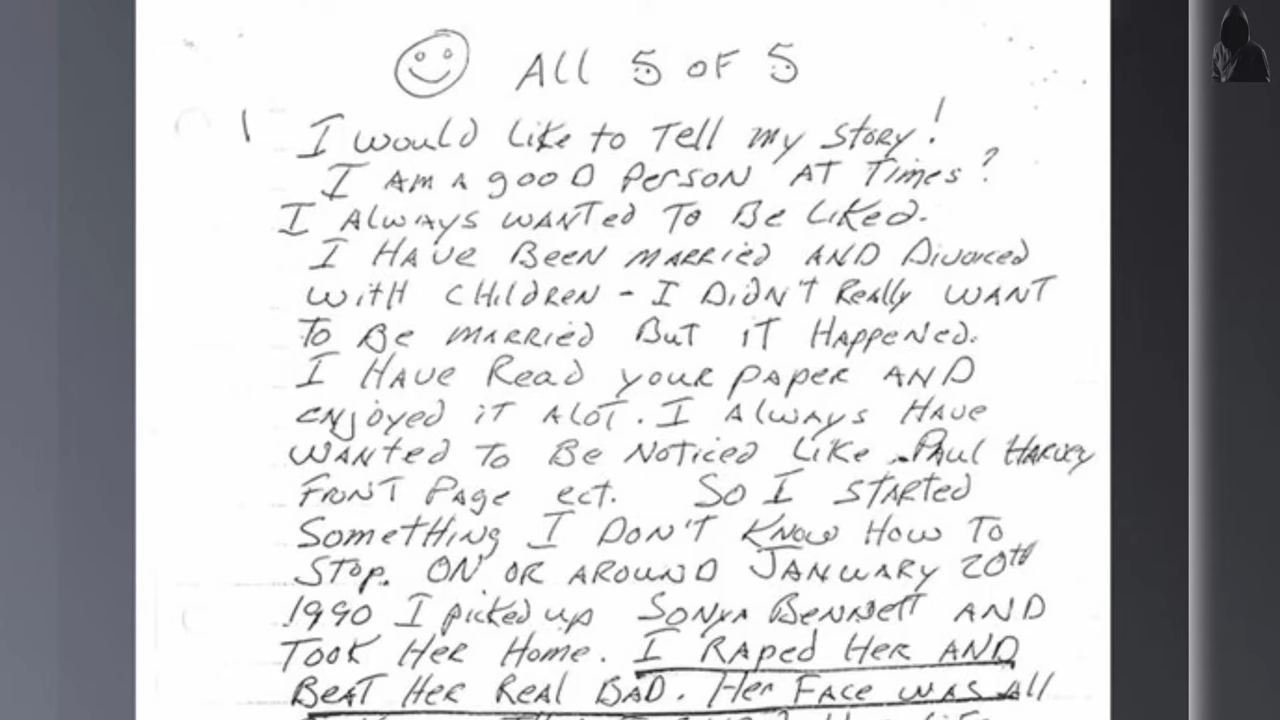 All 5 of 5
1 I would Like to Tell my Story!
I AM A gooD Person AT Times?
I Always wanted To Be Liked.
I Have Been married and Divorced
with children - I Didn't Really want
To Be married But it Happened.
I Have Read your paper AND
enjoyed it Alot. I Always Have
wanted To Be Noticed Like Paul Harvey
Front Page ect. So I started
Something I Don't Know How To
Stop. ON or around January 20th
1990 I picked up Sonya Bennett AND
Took Her Home. I Raped Her AND
Beat Her Real BAD. Her Face was All